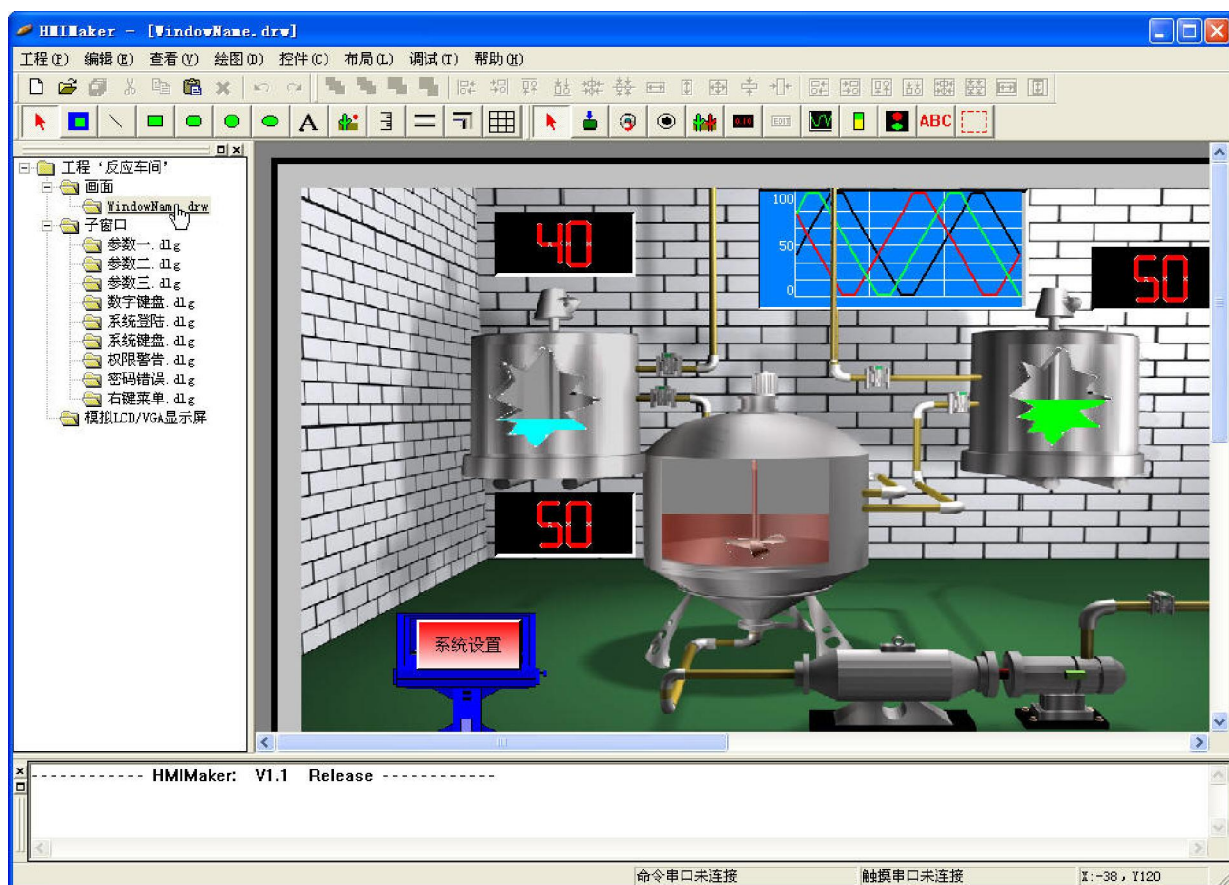 HMIMaker - [WindowName.drw]
工程(P) 编辑(E) 查看(V) 绘图(D) 控件(C) 布局(L) 调试(T) 帮助(H)
A 0.10 EDIT ABC
工程 '反应车间'
画面
WindowName.drw
子窗口
参数一.dlg
参数二.dlg
参数三.dlg
数字键盘.dlg
系统登陆.dlg
系统键盘.dlg
权限警告.dlg
密码错误.dlg
右键菜单.dlg
模拟LCD/VGA显示屏
40
100
50
0
50
50
系统设置
------------ HMIMaker: V1.1 Release ------------
命令串口未连接 触摸串口未连接 X:-38, Y120